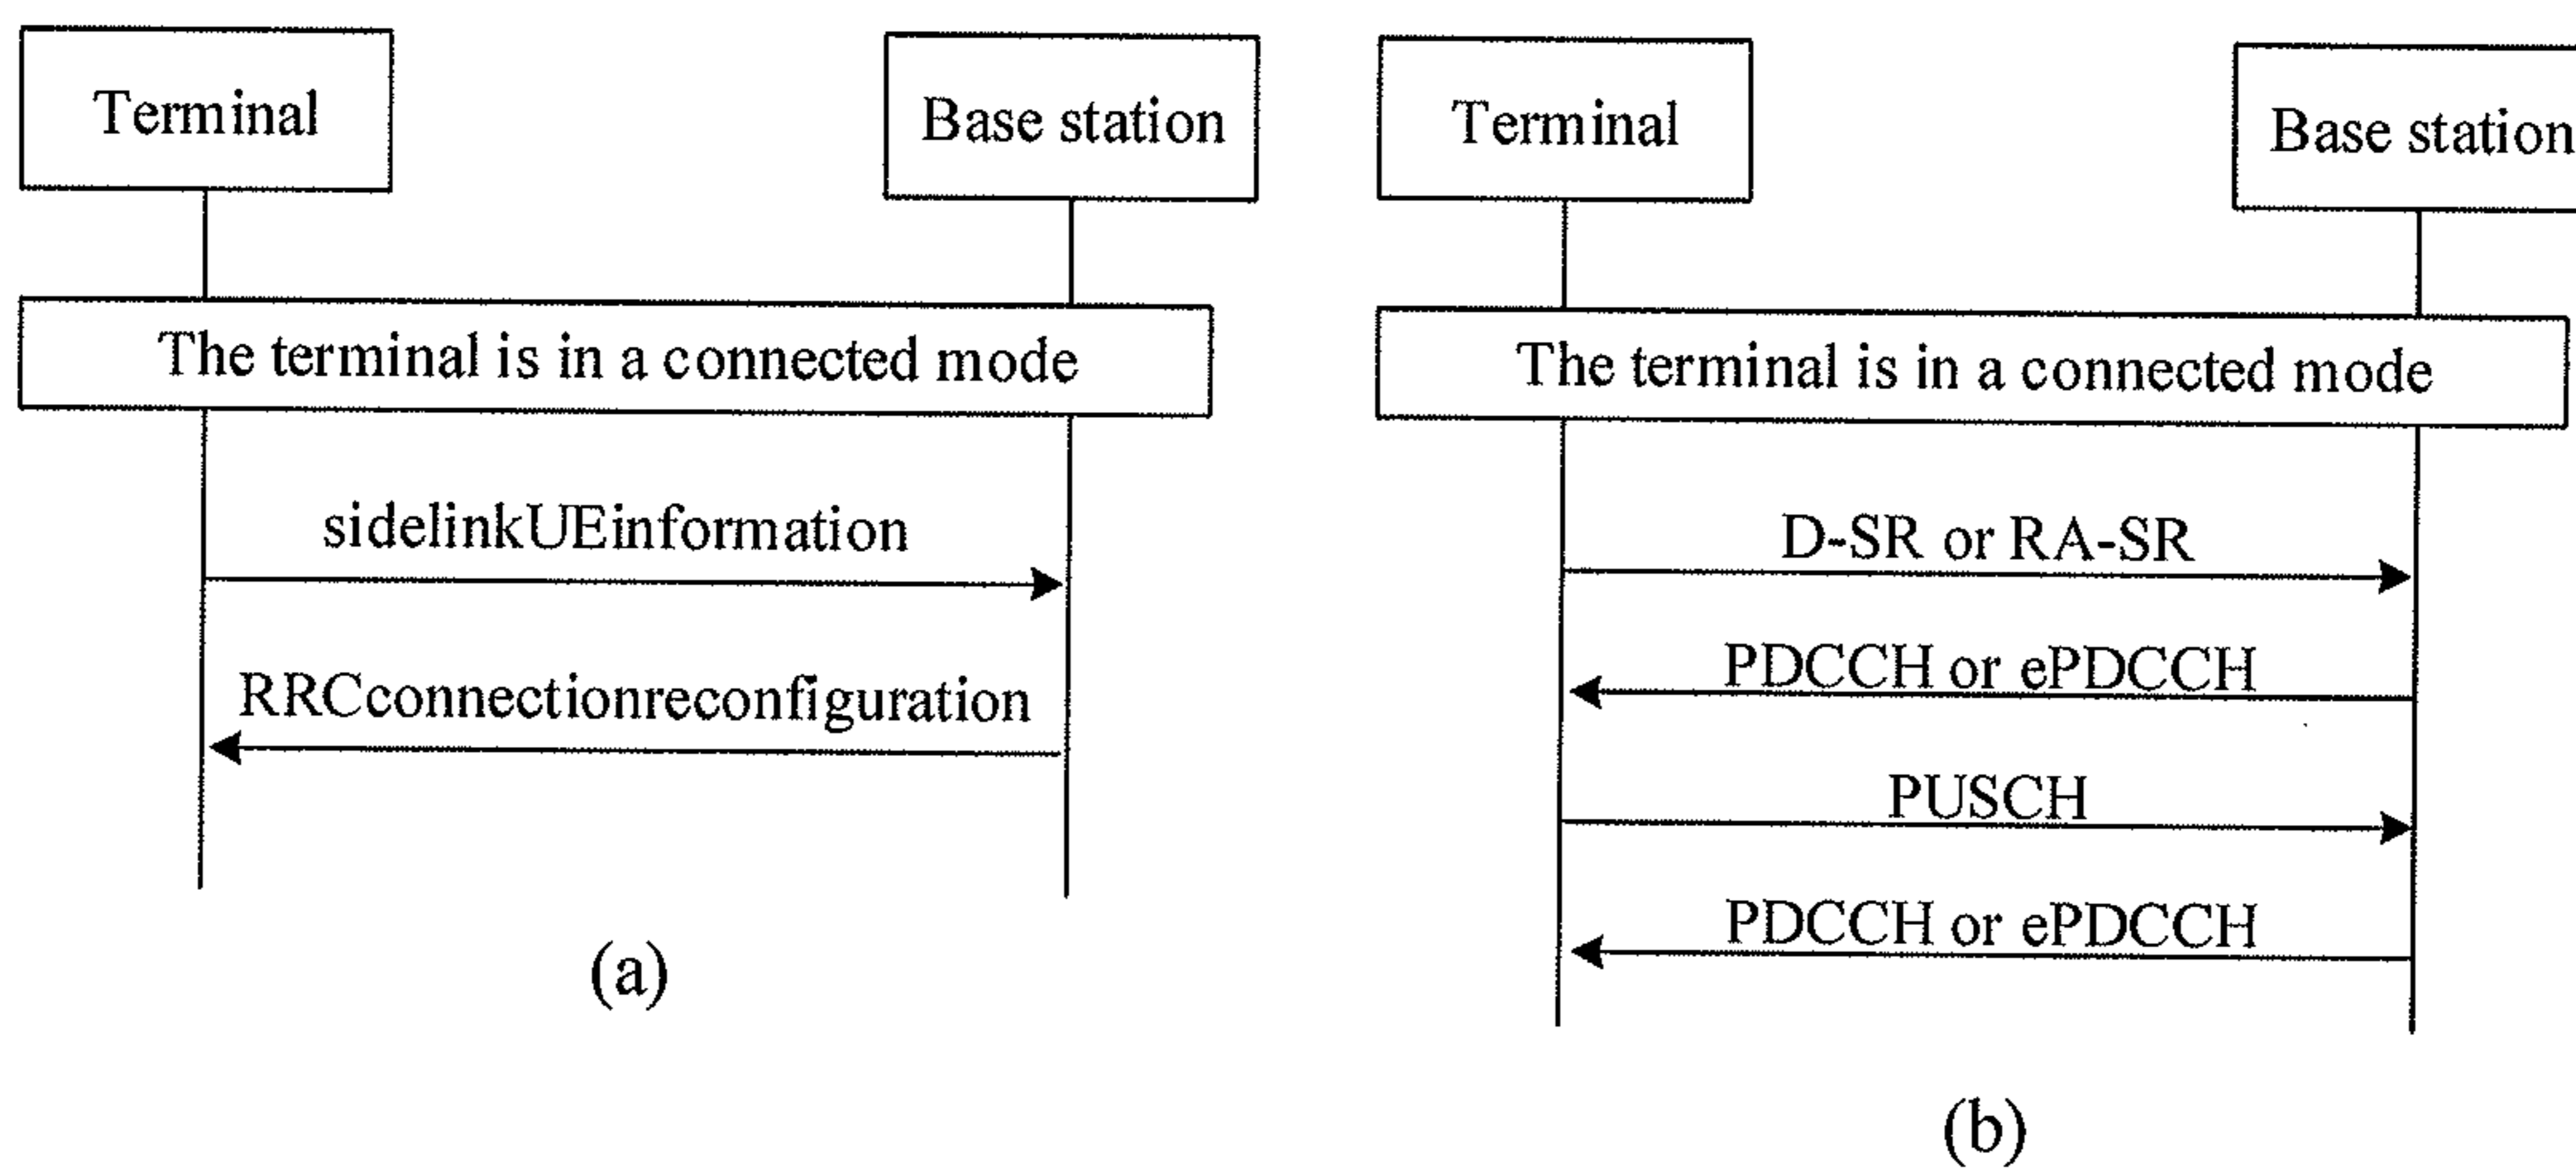 Terminal
Base station
The terminal is in a connected mode
sidelinkUEinformation
RRCconnectionreconfiguration
(a)
Terminal
Base station
The terminal is in a connected mode
D-SR or RA-SR
PDCCH or ePDCCH
PUSCH
PDCCH or ePDCCH
(b)